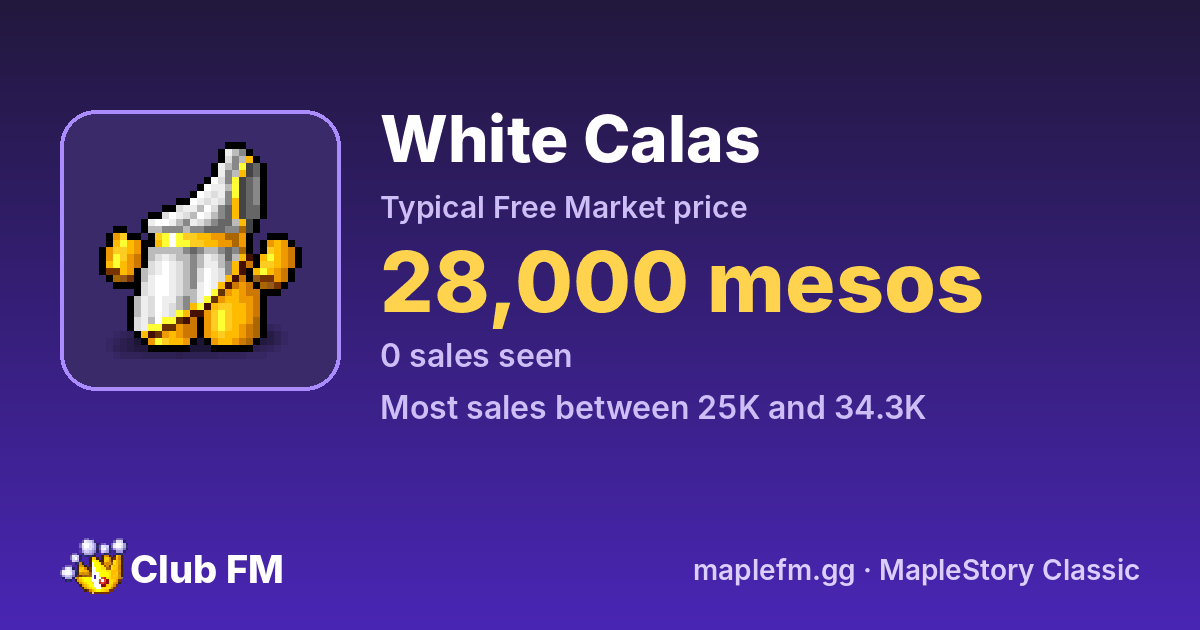 White Calas
Typical Free Market price
28,000 mesos
0 sales seen
Most sales between 25K and 34.3K
Club FM
maplefm.gg · MapleStory Classic